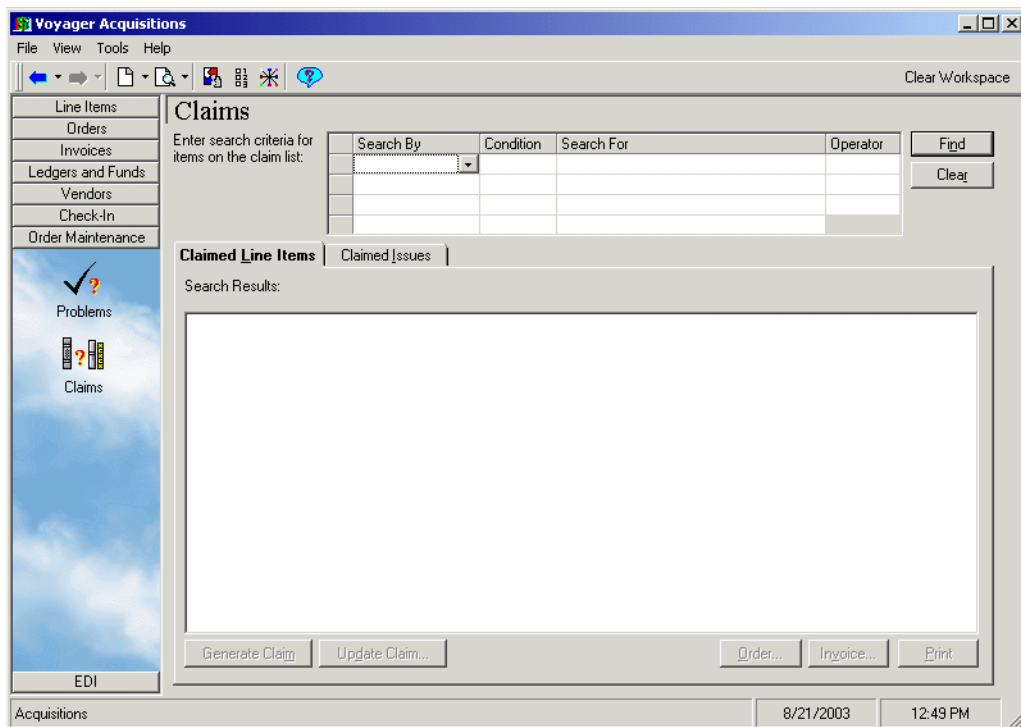 Voyager Acquisitions
File View Tools Help
Clear Workspace
Line Items
Orders
Invoices
Ledgers and Funds
Vendors
Check-In
Order Maintenance
Problems
Claims
EDI
Claims
Enter search criteria for
items on the claim list:
Search By Condition Search For Operator
Find
Clear
Claimed Line Items Claimed Issues
Search Results:
Generate Claim Update Claim... Order... Invoice... Print
Acquisitions 8/21/2003 12:49 PM